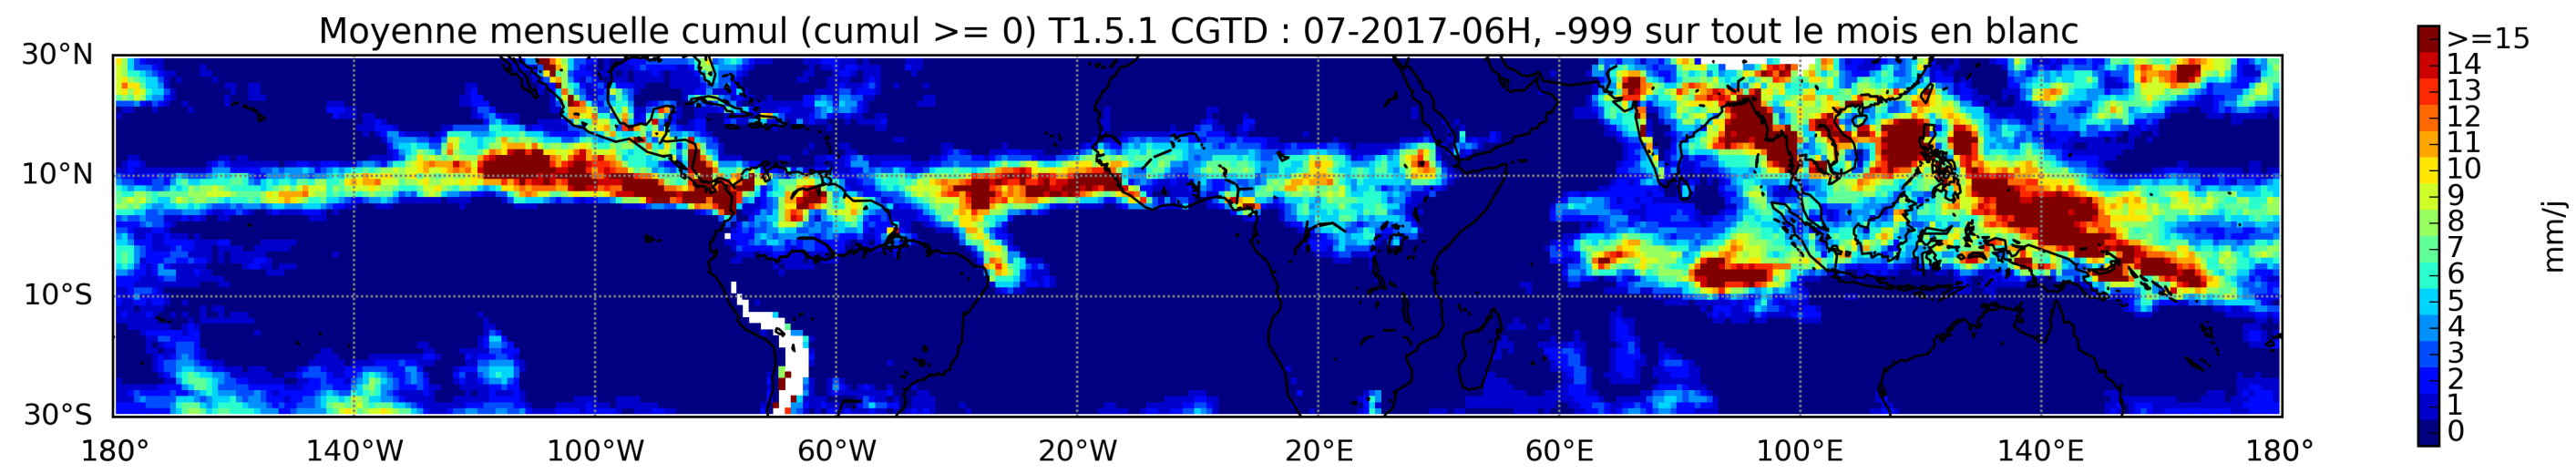 Moyenne mensuelle cumul (cumul >= 0) T1.5.1 CGTD : 07-2017-06H, -999 sur tout le mois en blanc
30°N
10°N
10°S
30°S
180°
140°W
100°W
60°W
20°W
20°E
60°E
100°E
140°E
180°
>=15
14
13
12
11
10
9
8
7
6
5
4
3
2
1
0
mm/j